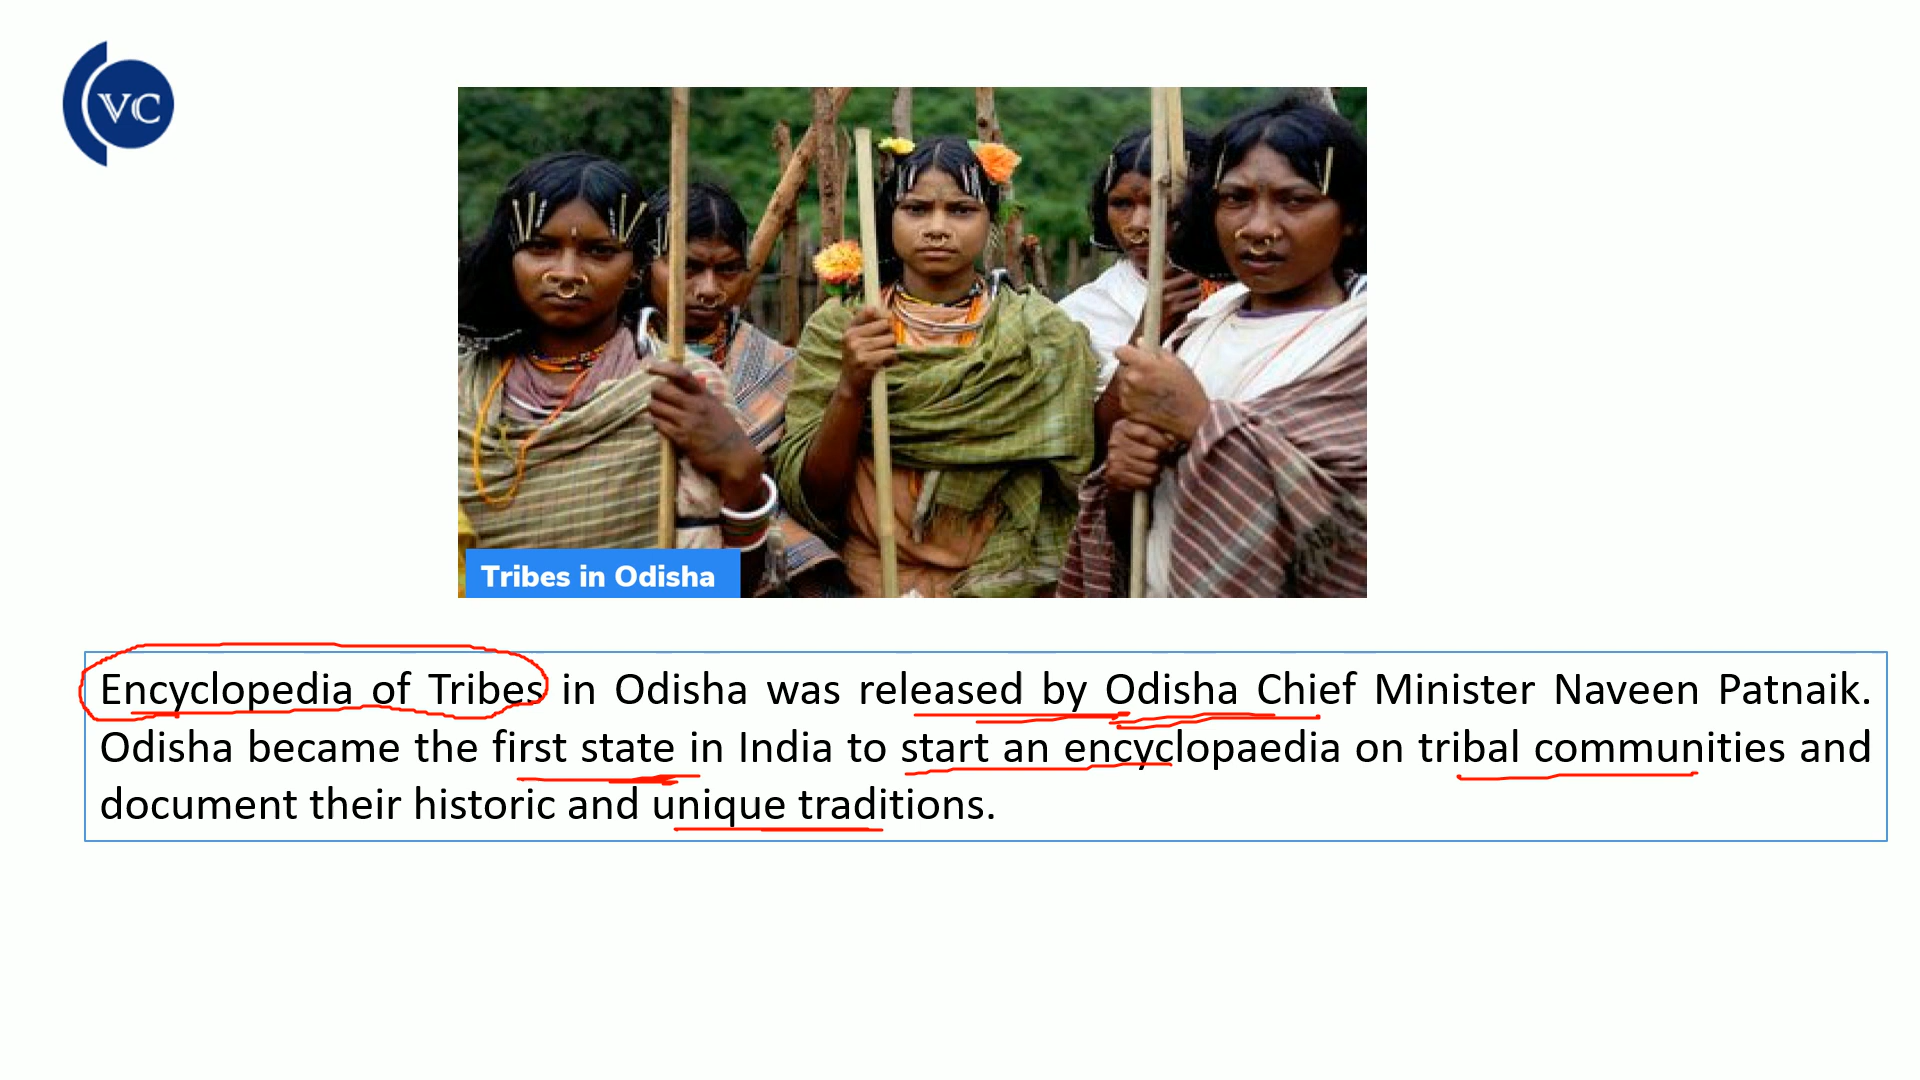 VC
Tribes in Odisha
Encyclopedia of Tribes in Odisha was released by Odisha Chief Minister Naveen Patnaik.
Odisha became the first state in India to start an encyclopaedia on tribal communities and
document their historic and unique traditions.